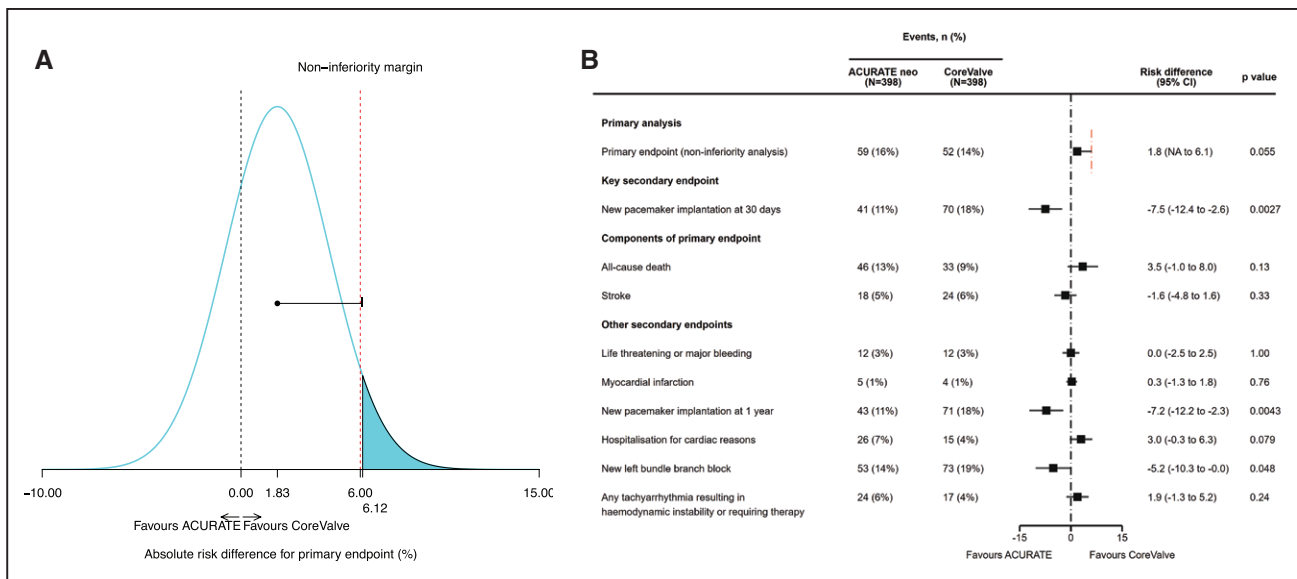 A
Non–inferiority margin
–10.00
0.00
1.83
6.00
15.00
6.12
Favours ACURATE
Favours CoreValve
Absolute risk difference for primary endpoint (%)
B
Events, n (%)
ACURATE neo (N=398)
CoreValve (N=398)
Risk difference (95% CI)
p value
Primary analysis
Primary endpoint (non-inferiority analysis) 59 (16%) 52 (14%) 1.8 (NA to 6.1) 0.055
Key secondary endpoint
New pacemaker implantation at 30 days 41 (11%) 70 (18%) -7.5 (-12.4 to -2.6) 0.0027
Components of primary endpoint
All-cause death 46 (13%) 33 (9%) 3.5 (-1.0 to 8.0) 0.13
Stroke 18 (5%) 24 (6%) -1.6 (-4.8 to 1.6) 0.33
Other secondary endpoints
Life threatening or major bleeding 12 (3%) 12 (3%) 0.0 (-2.5 to 2.5) 1.00
Myocardial infarction 5 (1%) 4 (1%) 0.3 (-1.3 to 1.8) 0.76
New pacemaker implantation at 1 year 43 (11%) 71 (18%) -7.2 (-12.2 to -2.3) 0.0043
Hospitalisation for cardiac reasons 26 (7%) 15 (4%) 3.0 (-0.3 to 6.3) 0.079
New left bundle branch block 53 (14%) 73 (19%) -5.2 (-10.3 to -0.0) 0.048
Any tachyarrhythmia resulting in
haemodynamic instability or requiring therapy 24 (6%) 17 (4%) 1.9 (-1.3 to 5.2) 0.24
-15 0 15
Favours ACURATE Favours CoreValve